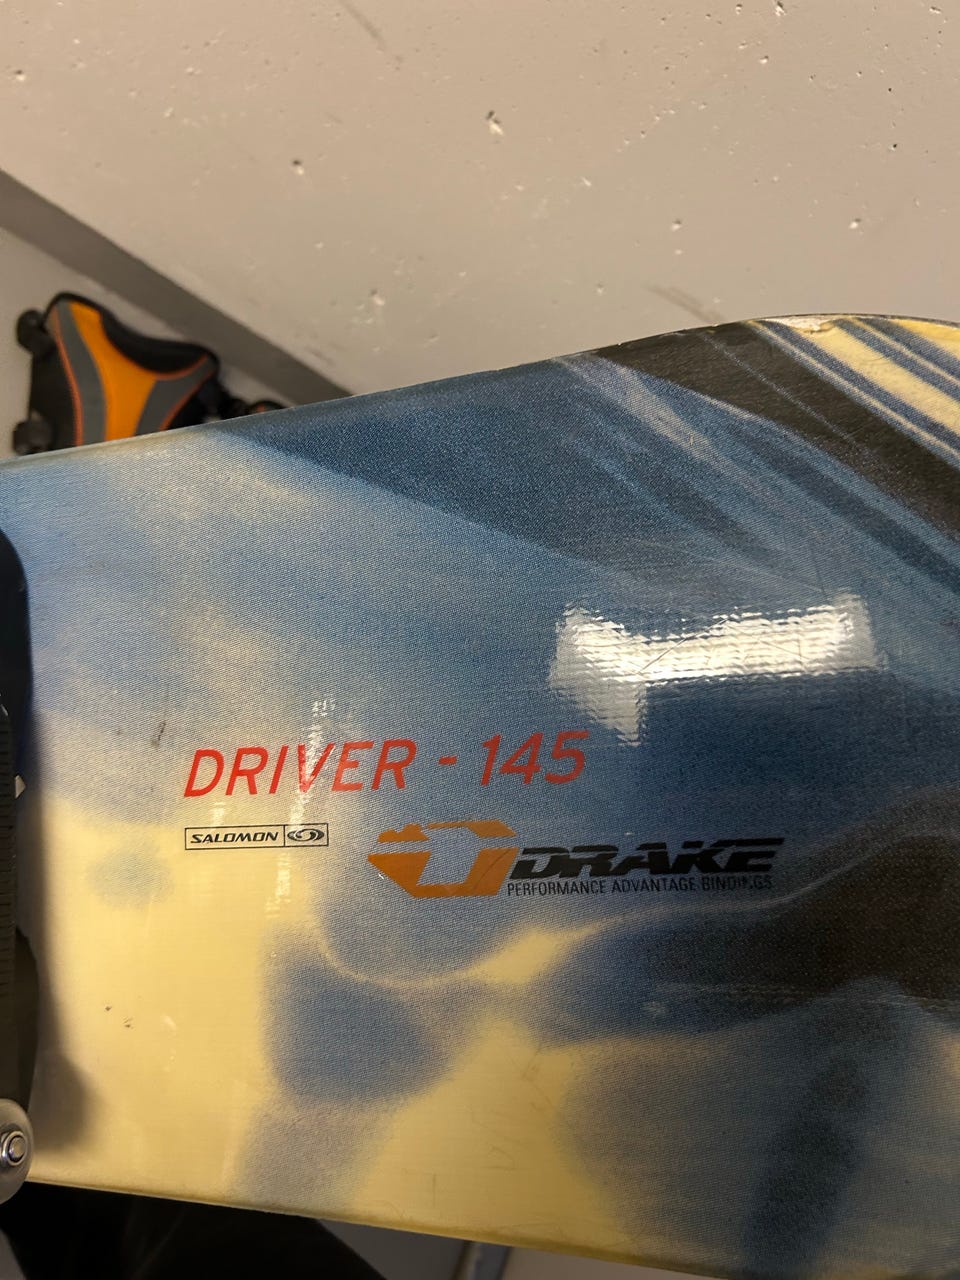 DRIVER - 145
SALOMON
DRAKE
PERFORMANCE ADVANTAGE BINDINGS